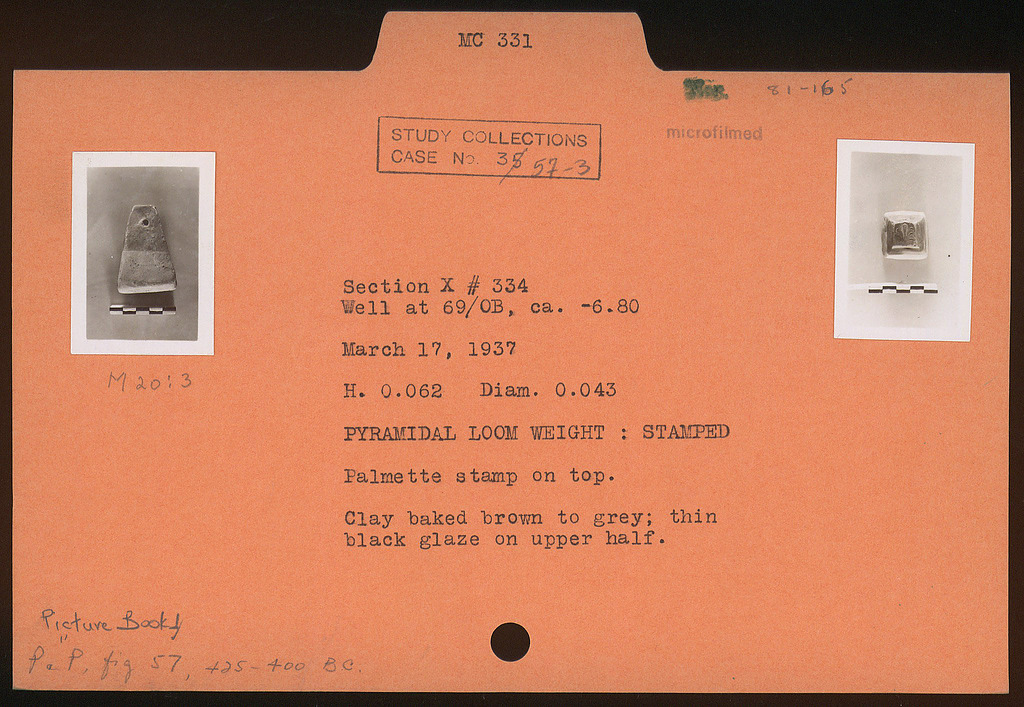 MC 331
81-165
microfilmed
STUDY COLLECTIONS
CASE No. 38 57-3
Section X # 334
Well at 69/OB, ca. -6.80
March 17, 1937
M 20:3
H. 0.062 Diam. 0.043
PYRAMIDAL LOOM WEIGHT : STAMPED
Palmette stamp on top.
Clay baked brown to grey; thin
black glaze on upper half.
Picture Book
" P. P. fig 57, 425-400 BC.